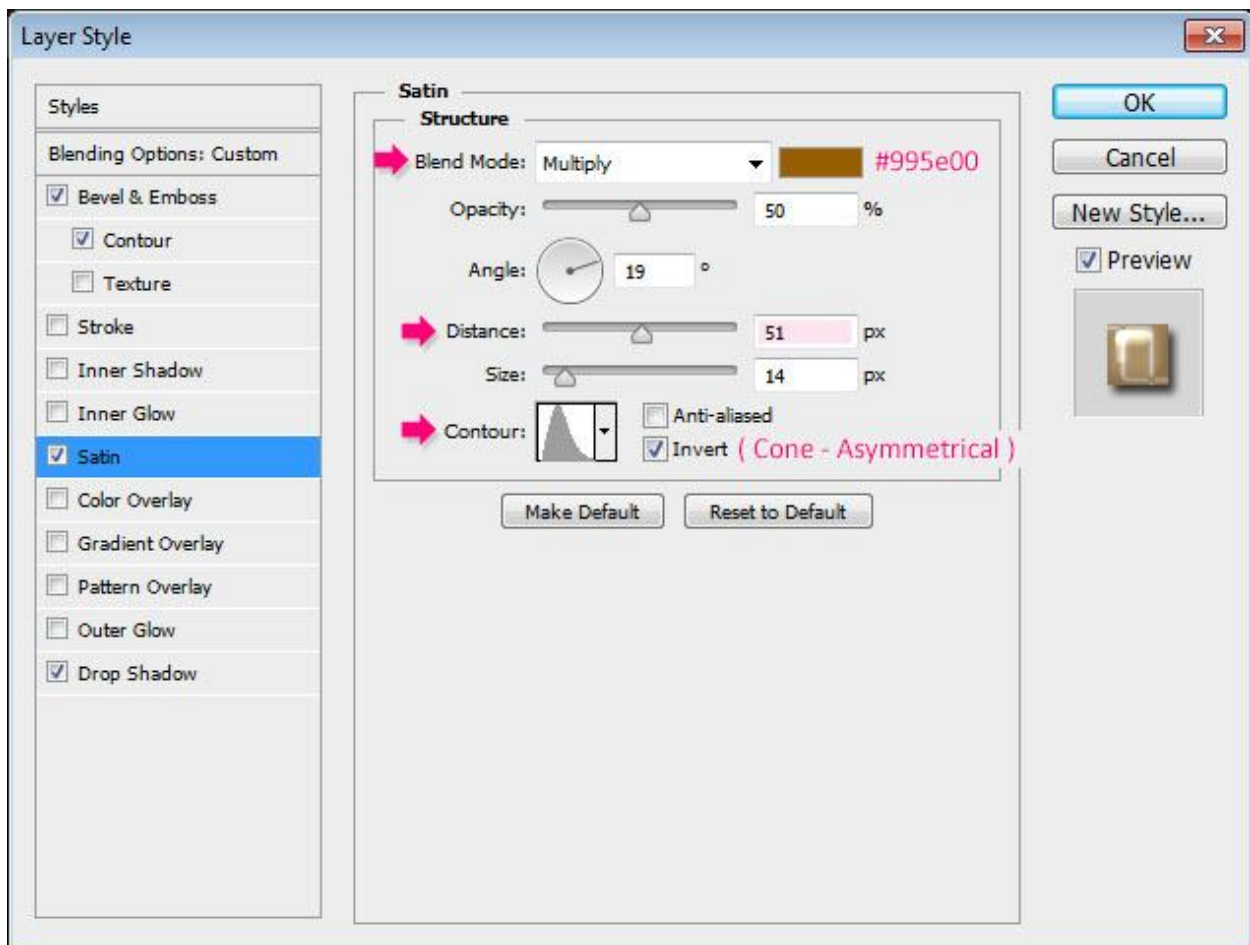 Layer Style
Styles
Blending Options: Custom
Bevel & Emboss
Contour
Texture
Stroke
Inner Shadow
Inner Glow
Satin
Color Overlay
Gradient Overlay
Pattern Overlay
Outer Glow
Drop Shadow
Satin
Structure
Blend Mode: Multiply #995e00
Opacity: 50 %
Angle: 19 °
Distance: 51 px
Size: 14 px
Contour: Anti-aliased
Invert ( Cone - Asymmetrical )
Make Default Reset to Default
OK
Cancel
New Style...
Preview